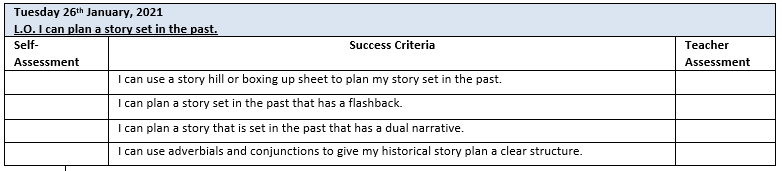 Tuesday 26th January, 2021
L.O. I can plan a story set in the past.
Self-
Assessment
Success Criteria
Teacher
Assessment
I can use a story hill or boxing up sheet to plan my story set in the past.
I can plan a story set in the past that has a flashback.
I can plan a story that is set in the past that has a dual narrative.
I can use adverbials and conjunctions to give my historical story plan a clear structure.